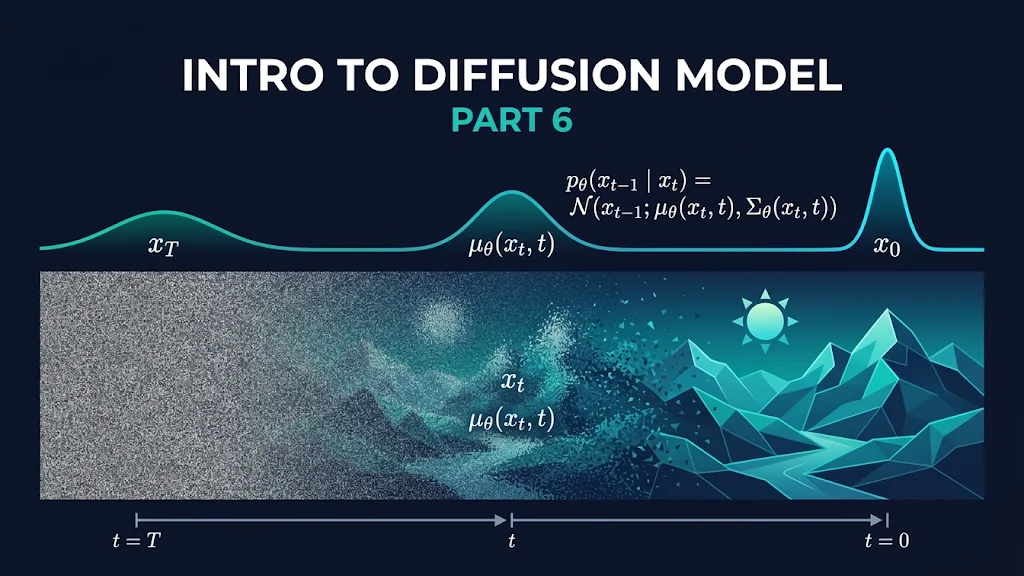 INTRO TO DIFFUSION MODEL
PART 6
pθ(xt−1 | xt) =
N(xt−1; μθ(xt, t), Σθ(xt, t))
xT
μθ(xt, t)
x0
xt
μθ(xt, t)
t = T
t
t = 0